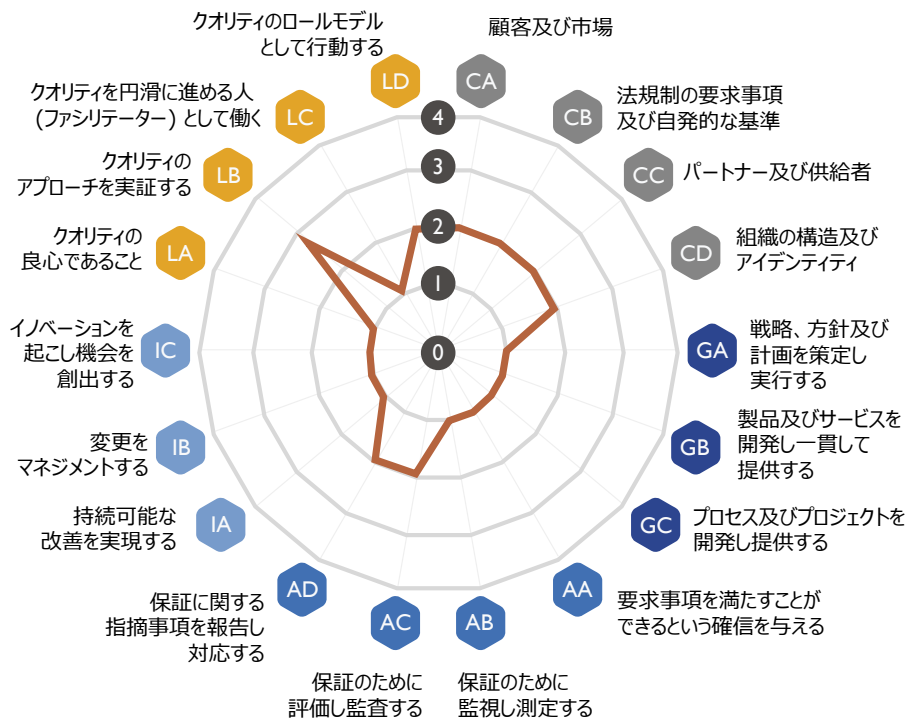 クオリティのロールモデル
として行動する
LD
顧客及び市場
CA
法規制の要求事項
及び自発的な基準
CB
パートナー及び供給者
CC
組織の構造及び
アイデンティティ
CD
戦略、方針及び
計画を策定し
実行する
GA
製品及びサービスを
開発し一貫して
提供する
GB
プロセス及びプロジェクトを
開発し提供する
GC
要求事項を満たすことが
できるという確信を与える
AA
保証のために
監視し測定する
AB
保証のために
評価し監査する
AC
保証に関する
指摘事項を報告し
対応する
AD
持続可能な
改善を実現する
IA
変更を
マネジメントする
IB
イノベーションを
起こし機会を
創出する
IC
クオリティの
良心であること
LA
クオリティの
アプローチを実証する
LB
クオリティを円滑に進める人
(ファシリテーター) として働く
LC
4
3
2
1
0